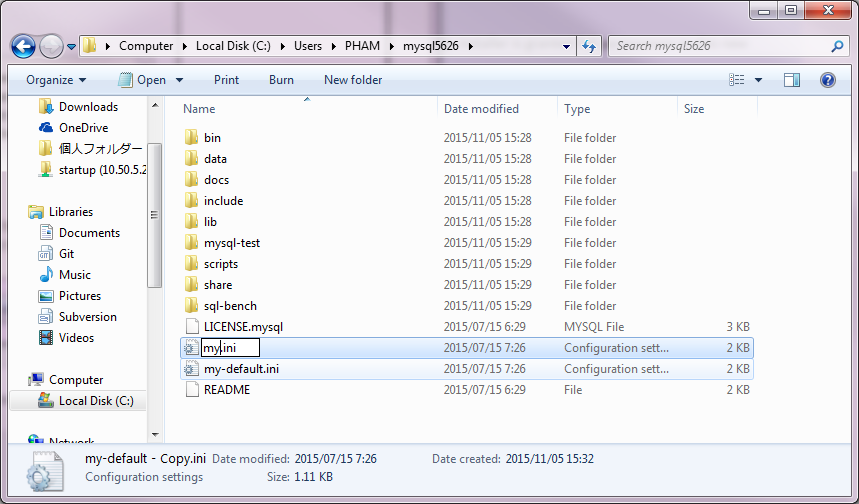 Computer Local Disk (C:) Users PHAM mysql5626 Search mysql5626
Organize Open Print Burn New folder
Name Date modified Type Size
Downloads
OneDrive
個人フォルダー
startup (10.50.5.2
Libraries
Documents
Git
Music
Pictures
Subversion
Videos
Computer
Local Disk (C:)
Network
bin 2015/11/05 15:28 File folder
data 2015/11/05 15:28 File folder
docs 2015/11/05 15:28 File folder
include 2015/11/05 15:28 File folder
lib 2015/11/05 15:28 File folder
mysql-test 2015/11/05 15:29 File folder
scripts 2015/11/05 15:29 File folder
share 2015/11/05 15:29 File folder
sql-bench 2015/11/05 15:29 File folder
LICENSE.mysql 2015/07/15 6:29 MYSQL File 3 KB
my.ini 2015/07/15 7:26 Configuration sett... 2 KB
my-default.ini 2015/07/15 7:26 Configuration sett... 2 KB
README 2015/07/15 6:29 File 2 KB
my-default - Copy.ini Date modified: 2015/07/15 7:26 Date created: 2015/11/05 15:32
Configuration settings Size: 1.11 KB